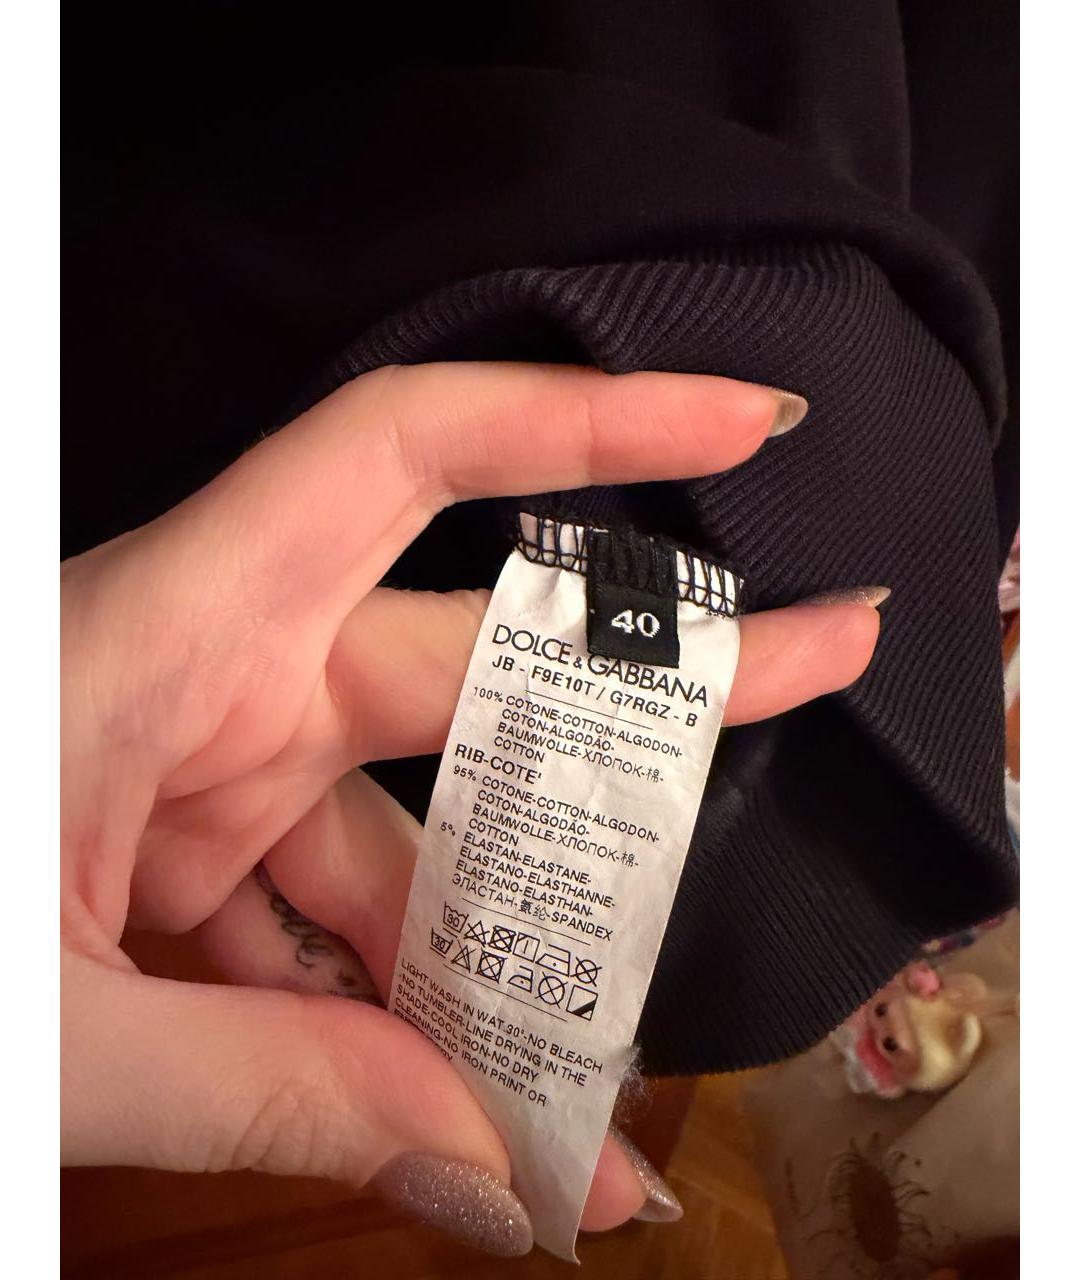 40
DOLCE & GABBANA
JB - F9E10T / G7RGZ - B
100% COTONE-COTTON-ALGODON-
COTON-ALGODÃO-
BAUMWOLLE-ХЛОПОК-棉-
COTTON
RIB-COTE'
95% COTONE-COTTON-ALGODON-
COTON-ALGODÃO-
BAUMWOLLE-ХЛОПОК-棉-
COTTON
5% ELASTAN-ELASTANE-
ELASTANO-ELASTHANNE-
ELASTANO-ELASTHAN-
ЭЛАСТАН-氨纶-SPANDEX
30
30
LIGHT WASH IN WAT.30°-NO BLEACH
-NO TUMBLER-LINE DRYING IN THE
SHADE-COOL IRON-NO DRY
CLEANING-NO IRON PRINT OR